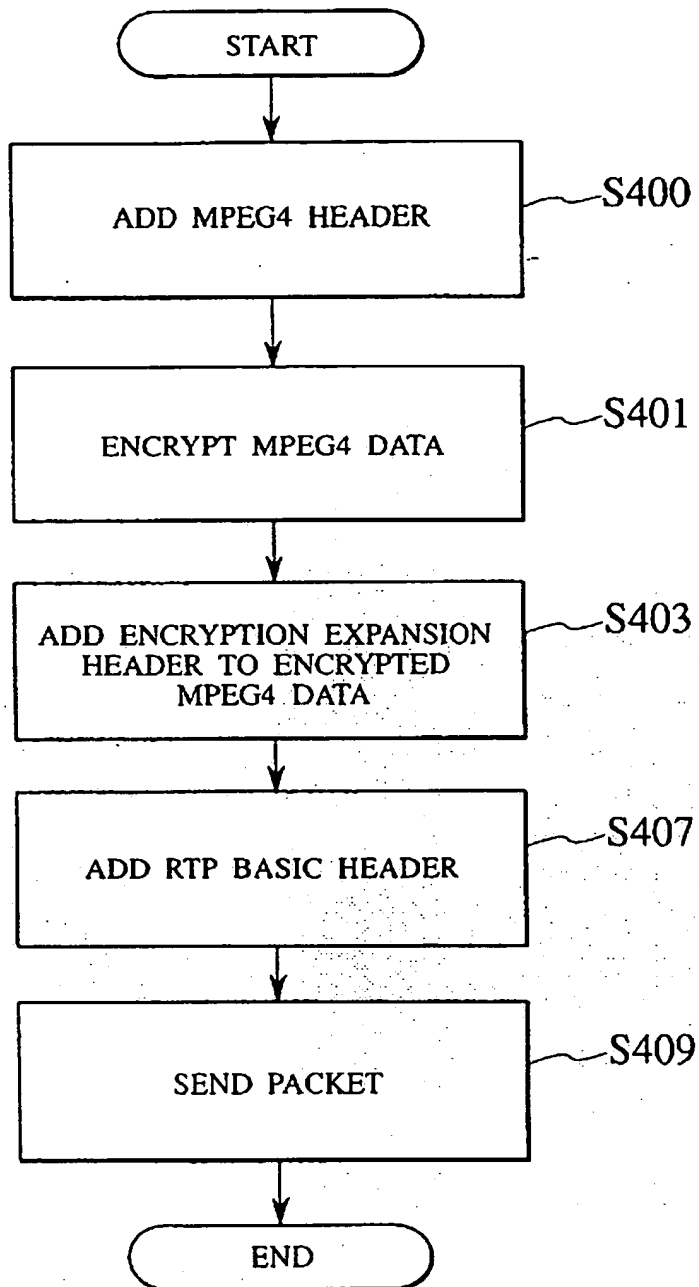 START
ADD MPEG4 HEADER
S400
ENCRYPT MPEG4 DATA
S401
ADD ENCRYPTION EXPANSION
HEADER TO ENCRYPTED
MPEG4 DATA
S403
ADD RTP BASIC HEADER
S407
SEND PACKET
S409
END